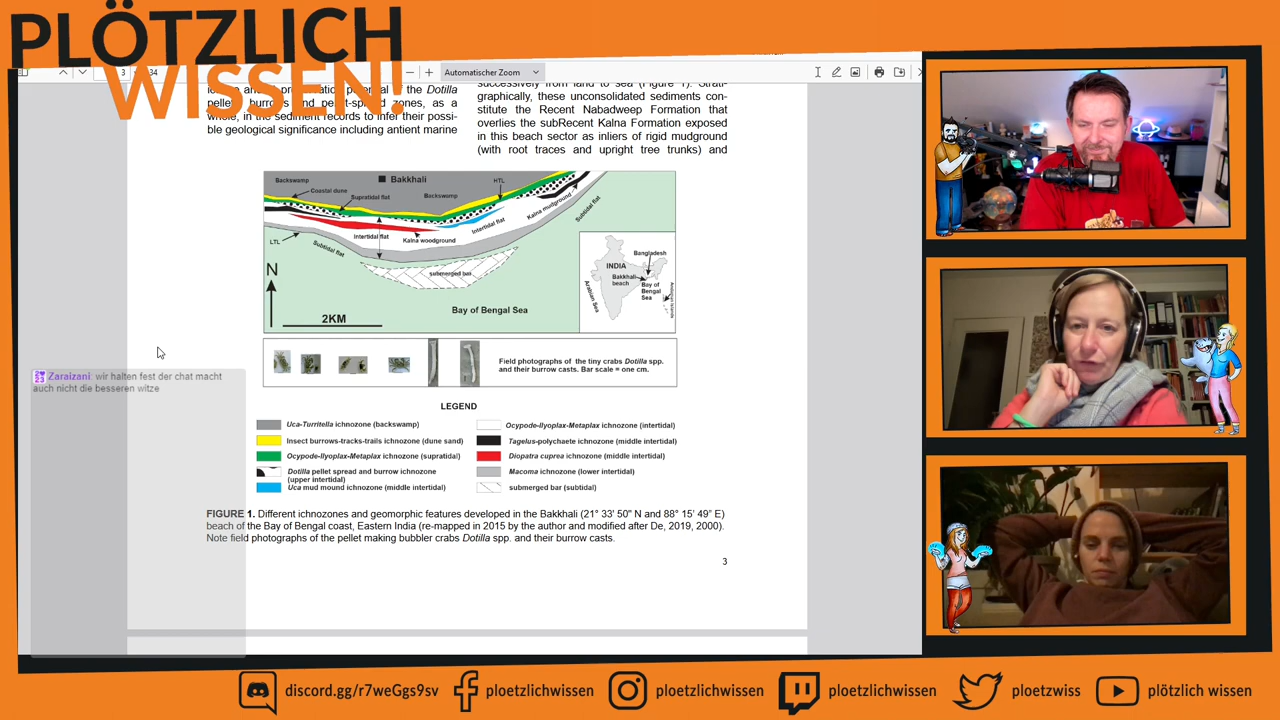 PLÖTZLICH
WISSEN!
3
34
Automatischer Zoom
the Dotilla
pellet burrows and pellet-spread zones, as a
whole, in the sediment records to infer their possi-
ble geological significance including antient marine
successively from land to sea (Figure 1). Strati-
graphically, these unconsolidated sediments con-
stitute the Recent Nabadweep Formation that
overlies the subRecent Kalna Formation exposed
in this beach sector as inliers of rigid mudground
(with root traces and upright tree trunks) and
Backswamp
Bakkhali
HTL
Coastal dune
Supratidal flat
Backswamp
Kalna mudground
Subtidal flat
Intertidal flat
Intertidal flat
Kalna woodground
LTL
Subtidal flat
submerged bar
N
2KM
Bay of Bengal Sea
Bangladesh
INDIA
Bakkhali
beach
Bay of
Bengal
Sea
Arabian Sea
Field photographs of the tiny crabs Dotilla spp.
and their burrow casts. Bar scale = one cm.
Zaraizani: wir halten fest der chat macht
auch nicht die besseren witze
LEGEND
Uca-Turritella ichnozone (backswamp)
Insect burrows-tracks-trails ichnozone (dune sand)
Ocypode-Ilyoplax-Metaplax ichnozone (supratidal)
Dotilla pellet spread and burrow ichnozone
(upper intertidal)
Uca mud mound ichnozone (middle intertidal)
Ocypode-Ilyoplax-Metaplax ichnozone (intertidal)
Tagelus-polychaete ichnozone (middle intertidal)
Diopatra cuprea ichnozone (middle intertidal)
Macoma ichnozone (lower intertidal)
submerged bar (subtidal)
FIGURE 1. Different ichnozones and geomorphic features developed in the Bakkhali (21° 33' 50" N and 88° 15' 49" E)
beach of the Bay of Bengal coast, Eastern India (re-mapped in 2015 by the author and modified after De, 2019, 2000).
Note field photographs of the pellet making bubbler crabs Dotilla spp. and their burrow casts.
3
discord.gg/r7weGgs9sv
ploetzlichwissen
ploetzlichwissen
ploetzlichwissen
ploetzwiss
plötzlich wissen